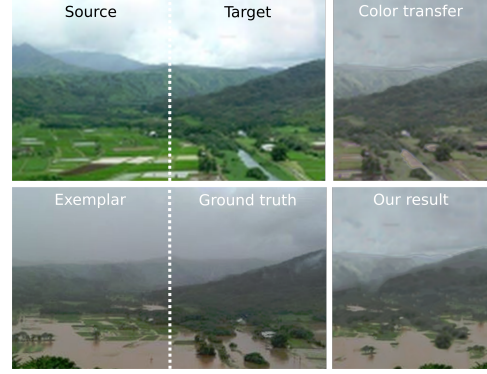 Source
Target
Color transfer
Exemplar
Ground truth
Our result